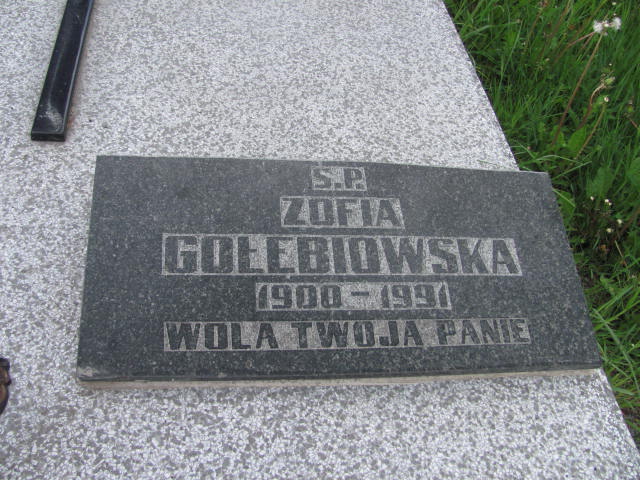 S.P.
ZOFIA
GOŁĘBIOWSKA
1900-1991
WOLA TWOJA PANIE